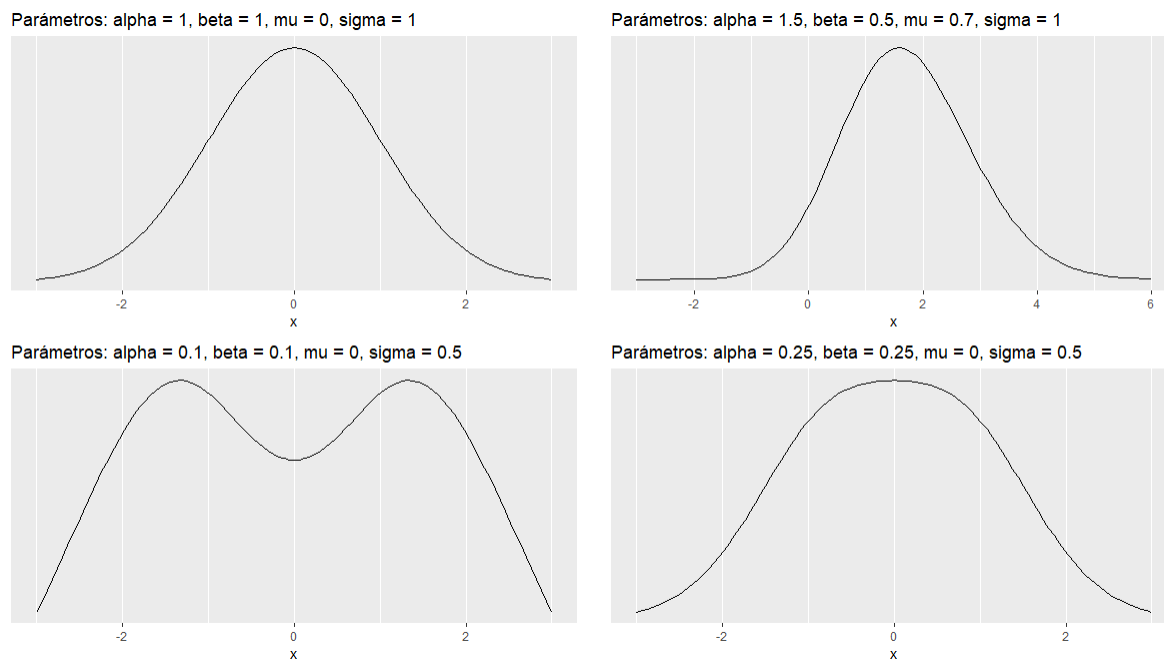 Parámetros: alpha = 1, beta = 1, mu = 0, sigma = 1
-2 0 2
x
Parámetros: alpha = 1.5, beta = 0.5, mu = 0.7, sigma = 1
-2 0 2 4 6
x
Parámetros: alpha = 0.1, beta = 0.1, mu = 0, sigma = 0.5
-2 0 2
x
Parámetros: alpha = 0.25, beta = 0.25, mu = 0, sigma = 0.5
-2 0 2
x